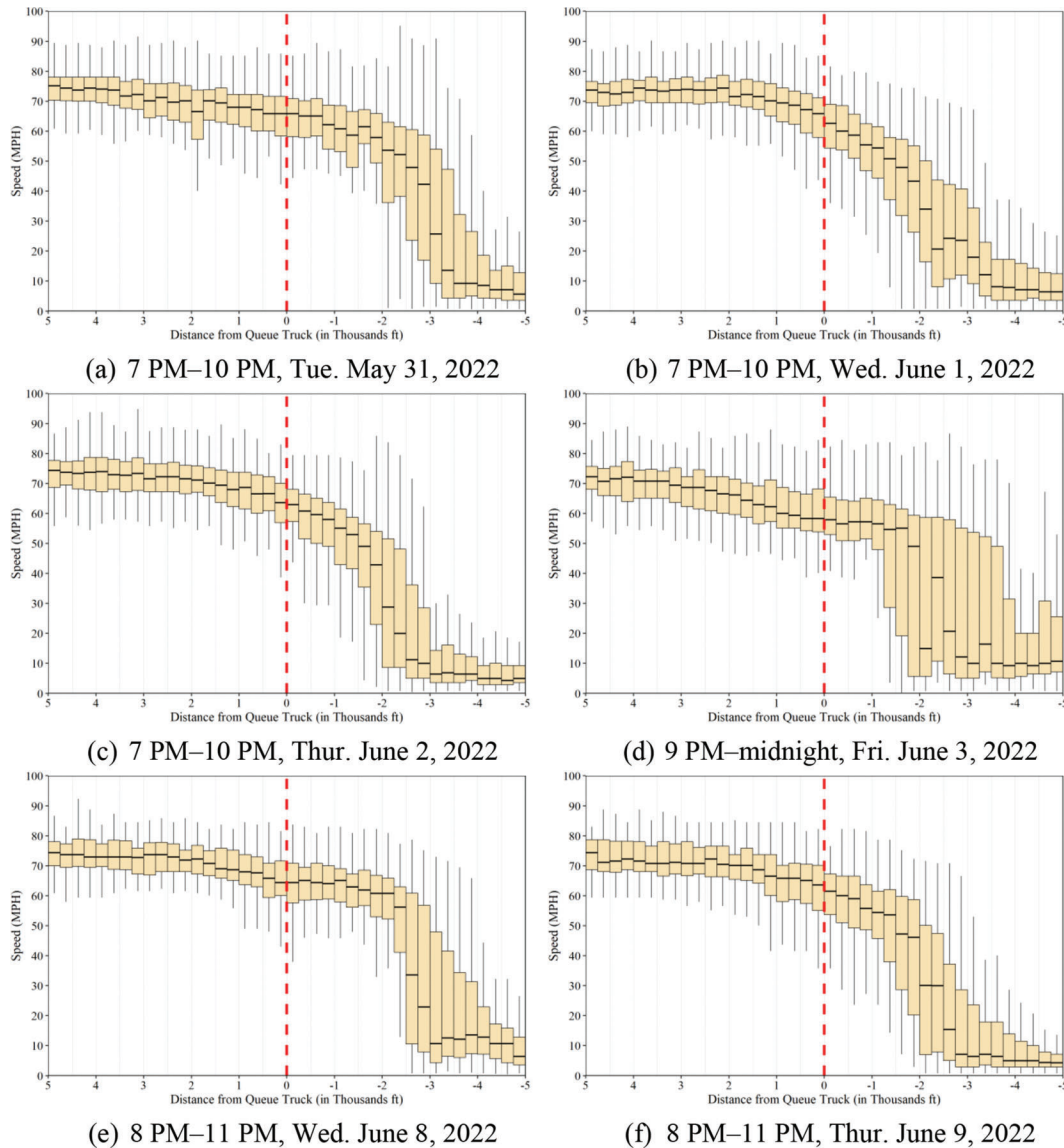 100
90
80
70
60
50
40
30
20
10
0
Speed (MPH)
5 4 3 2 1 0 -1 -2 -3 -4 -5
Distance from Queue Truck (in Thousands ft)
(a) 7 PM–10 PM, Tue. May 31, 2022
100
90
80
70
60
50
40
30
20
10
0
Speed (MPH)
5 4 3 2 1 0 -1 -2 -3 -4 -5
Distance from Queue Truck (in Thousands ft)
(b) 7 PM–10 PM, Wed. June 1, 2022
100
90
80
70
60
50
40
30
20
10
0
Speed (MPH)
5 4 3 2 1 0 -1 -2 -3 -4 -5
Distance from Queue Truck (in Thousands ft)
(c) 7 PM–10 PM, Thur. June 2, 2022
100
90
80
70
60
50
40
30
20
10
0
Speed (MPH)
5 4 3 2 1 0 -1 -2 -3 -4 -5
Distance from Queue Truck (in Thousands ft)
(d) 9 PM–midnight, Fri. June 3, 2022
100
90
80
70
60
50
40
30
20
10
0
Speed (MPH)
5 4 3 2 1 0 -1 -2 -3 -4 -5
Distance from Queue Truck (in Thousands ft)
(e) 8 PM–11 PM, Wed. June 8, 2022
100
90
80
70
60
50
40
30
20
10
0
Speed (MPH)
5 4 3 2 1 0 -1 -2 -3 -4 -5
Distance from Queue Truck (in Thousands ft)
(f) 8 PM–11 PM, Thur. June 9, 2022